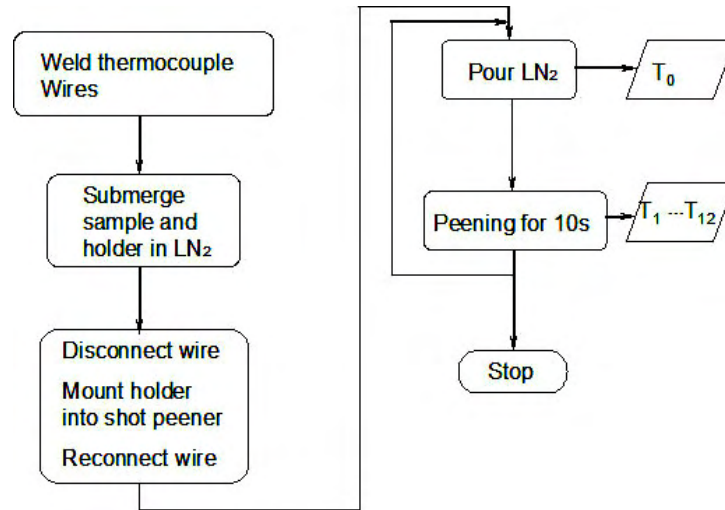 Weld thermocouple
Wires
Submerge
sample and
holder in LN₂
Disconnect wire
Mount holder
into shot peener
Reconnect wire
Pour LN₂
T₀
Peening for 10s
T₁ ...T₁₂
Stop